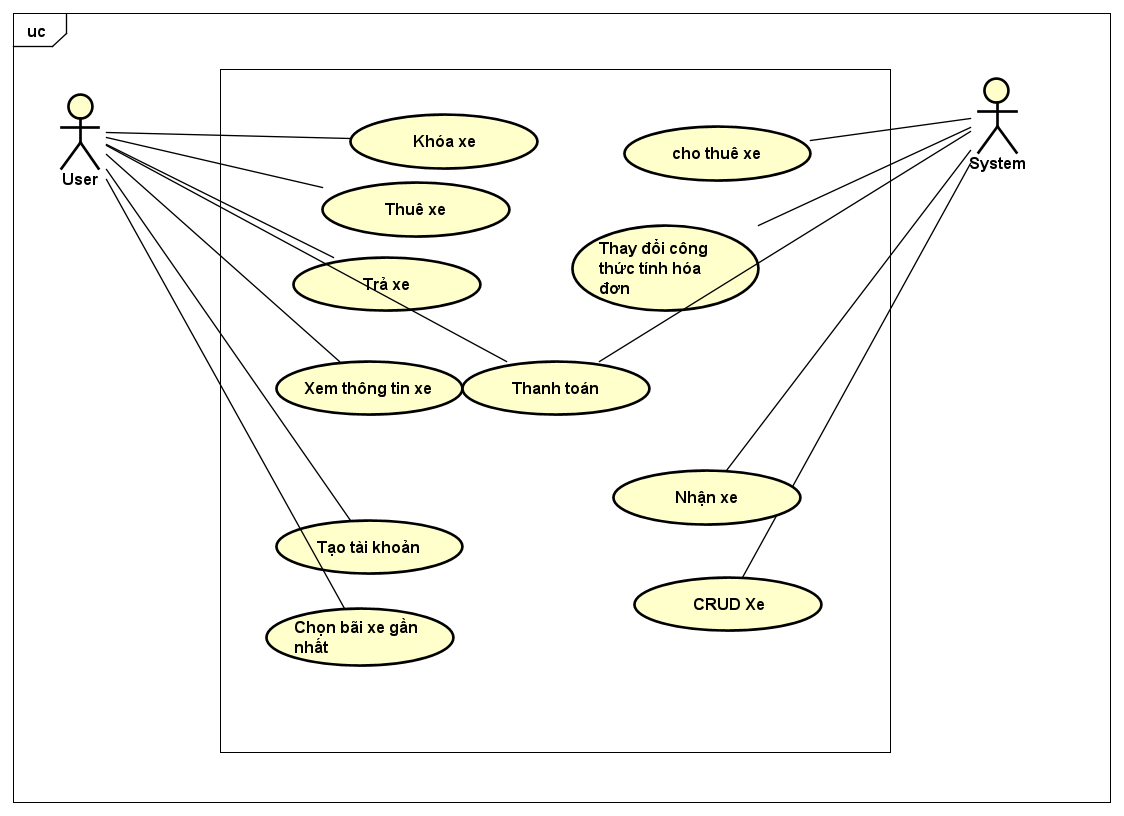 uc
User
System
Khóa xe
cho thuê xe
Thuê xe
Thay đổi công
thức tính hóa
đơn
Trả xe
Xem thông tin xe
Thanh toán
Nhận xe
Tạo tài khoản
CRUD Xe
Chọn bãi xe gần
nhất